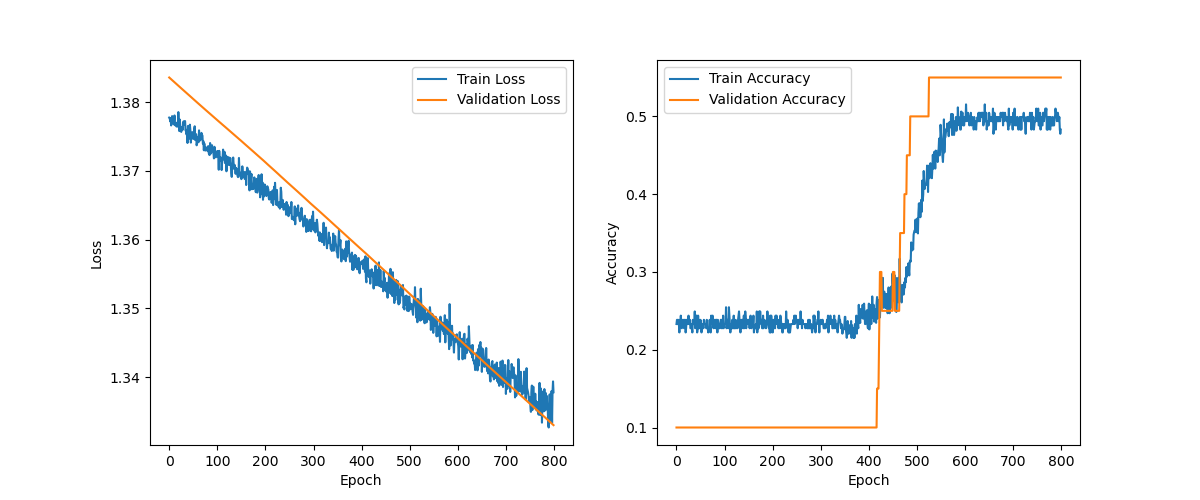 Train Loss
Validation Loss
1.38
1.37
1.36
1.35
1.34
Loss
0 100 200 300 400 500 600 700 800
Epoch
Train Accuracy
Validation Accuracy
0.5
0.4
0.3
0.2
0.1
Accuracy
0 100 200 300 400 500 600 700 800
Epoch